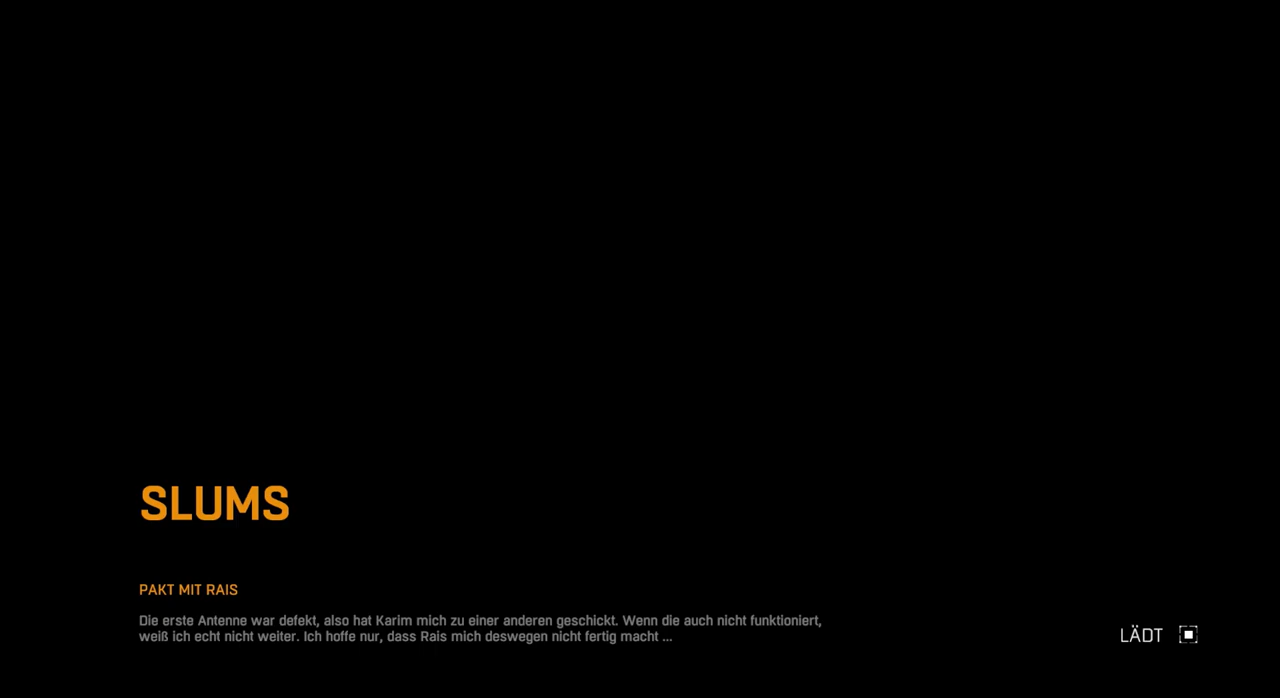 SLUMS
PAKT MIT RAIS
Die erste Antenne war defekt, also hat Karim mich zu einer anderen geschickt. Wenn die auch nicht funktioniert,
weiß ich echt nicht weiter. Ich hoffe nur, dass Rais mich deswegen nicht fertig macht ...
LÄDT